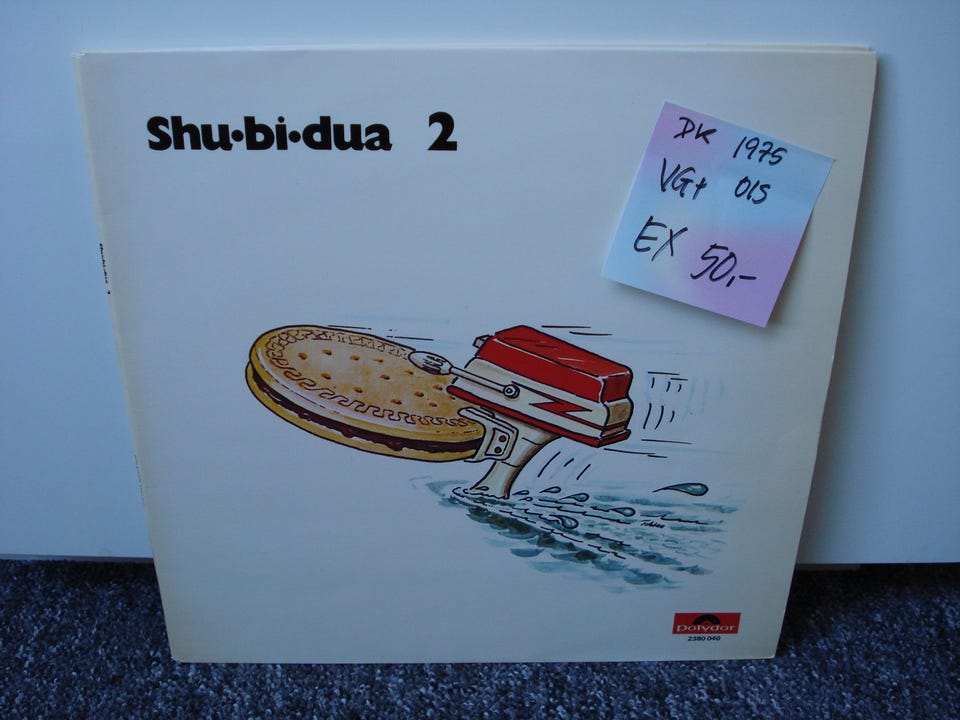 Shu•bi•dua 2
DK 1975
VG+ OIS
EX 50,-
polydor
2380 040